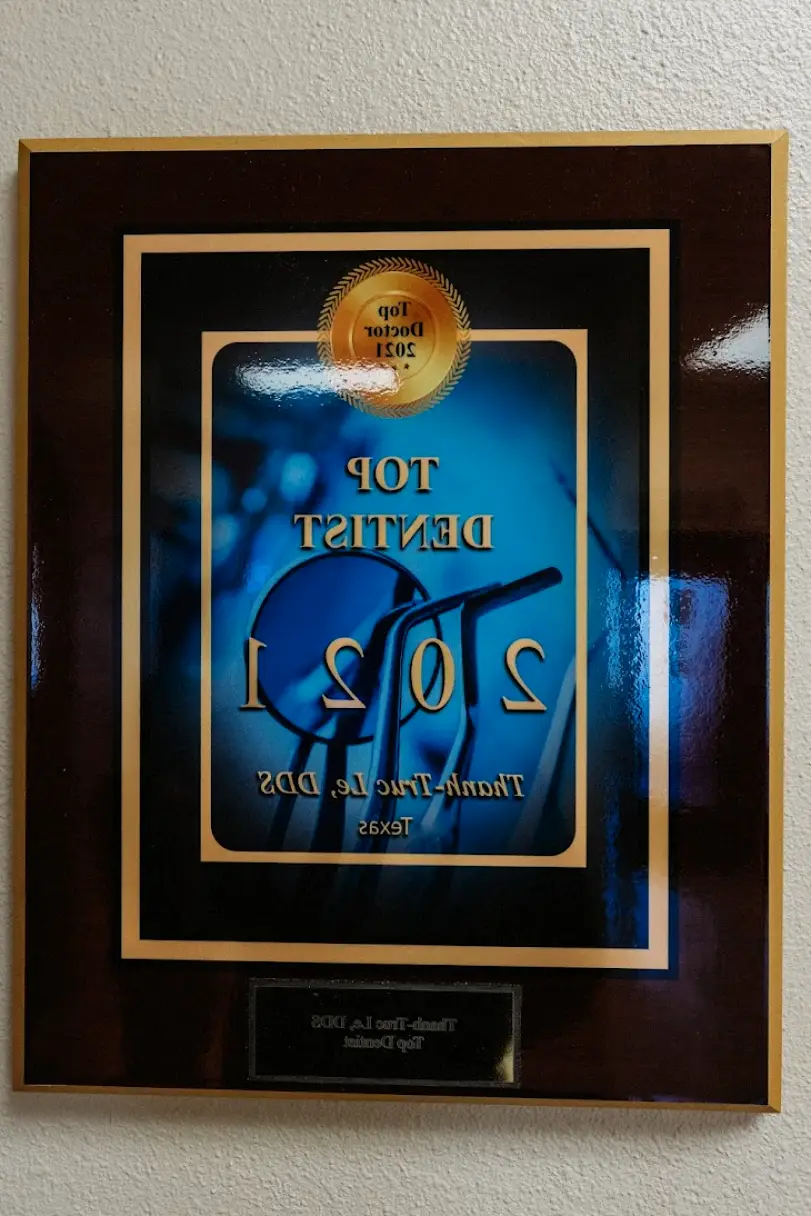 Top
Doctor
2021
TOP
DENTIST
2021
Thanh-Truc Le, DDS
Texas
Thanh-Truc Le, DDS
Top Dentist